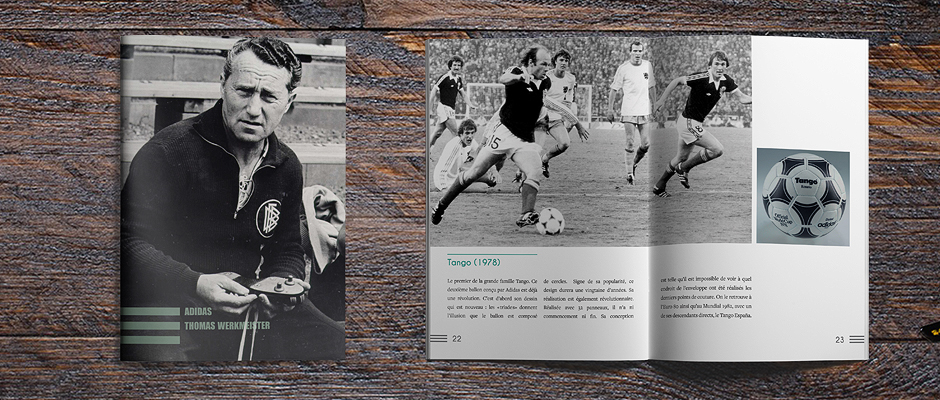 ADIDAS
THOMAS WERKMEISTER
15
Tango
adidas
Tango (1978)
Le premier de la grande famille Tango. Ce
deuxième ballon conçu par Adidas est déjà
une révolution. C'est d'abord son dessin
qui est nouveau : les «triades» donnent
l'illusion que le ballon est composé
de cercles. Signe de sa popularité, ce
design durera une vingtaine d'années. Sa
réalisation est également révolutionnaire.
Réalisée avec 32 panneaux, il n'a ni
commencement ni fin. Sa conception
est telle qu'il est impossible de voir à quel
endroit de l'enveloppe ont été réalisés les
derniers points de couture. On le retrouve à
l'Euro 80 ainsi qu'au Mundial 1982, avec un
de ses descendants directs, le Tango España.
22
23